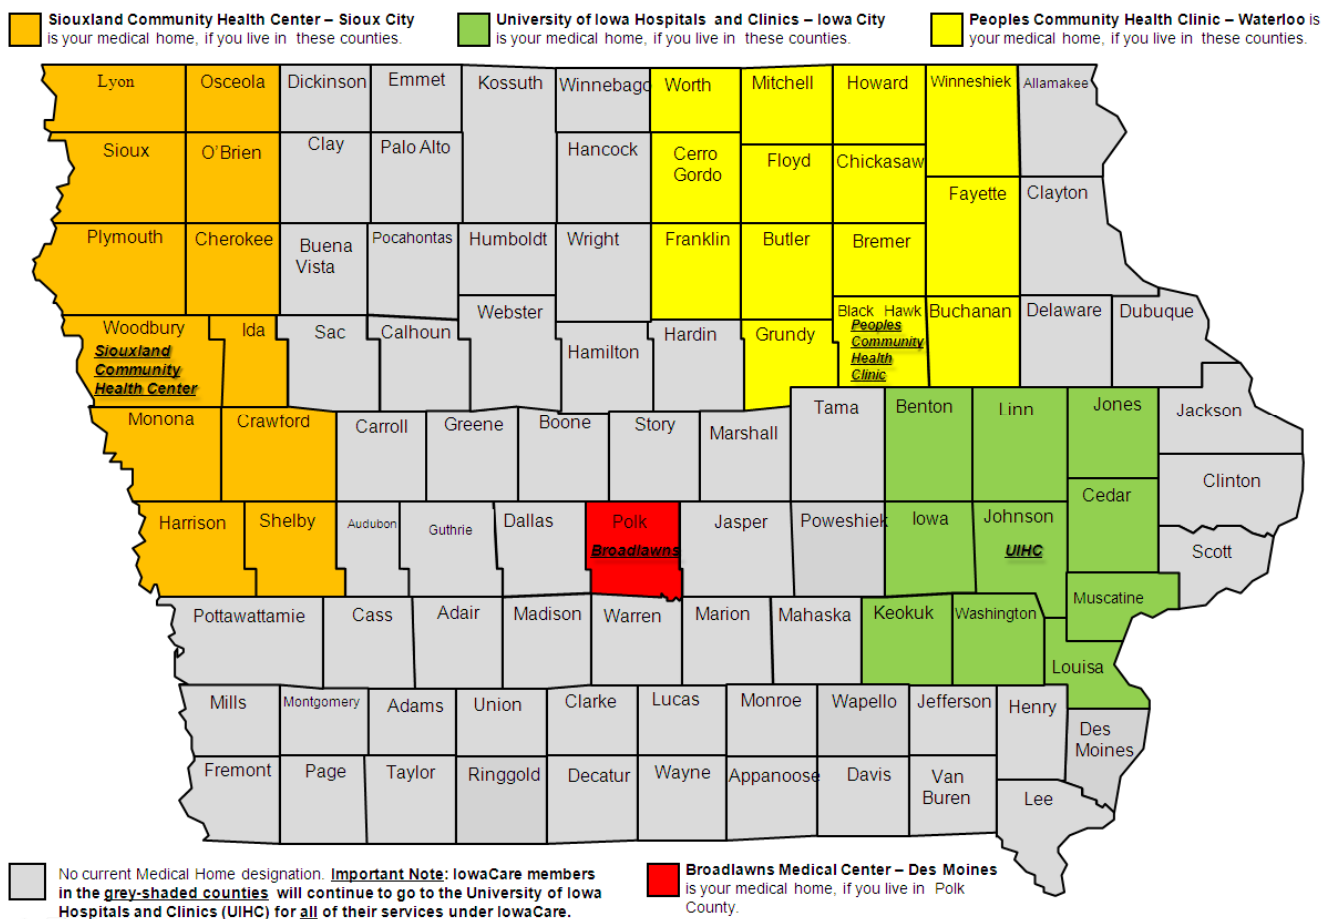 Siouxland Community Health Center – Sioux City
is your medical home, if you live in these counties.
University of Iowa Hospitals and Clinics – Iowa City
is your medical home, if you live in these counties.
Peoples Community Health Clinic – Waterloo is
your medical home, if you live in these counties.
Lyon Osceola Dickinson Emmet Kossuth Winnebago Worth Mitchell Howard Winneshiek Allamakee
Sioux O'Brien Clay Palo Alto Hancock Cerro Gordo Floyd Chickasaw Fayette Clayton
Plymouth Cherokee Buena Vista Pocahontas Humboldt Wright Franklin Butler Bremer
Woodbury Ida Sac Calhoun Webster Hamilton Hardin Grundy Black Hawk Buchanan Delaware Dubuque
Siouxland
Community
Health Center
Peoples
Community
Health
Clinic
Monona Crawford Carroll Greene Boone Story Marshall Tama Benton Linn Jones Jackson
Harrison Shelby Audubon Guthrie Dallas Polk Jasper Poweshiek Iowa Johnson Cedar Clinton
Broadlawns
UIHC
Scott
Pottawattamie Cass Adair Madison Warren Marion Mahaska Keokuk Washington Muscatine
Louisa
Mills Montgomery Adams Union Clarke Lucas Monroe Wapello Jefferson Henry Des Moines
Fremont Page Taylor Ringgold Decatur Wayne Appanoose Davis Van Buren Lee
No current Medical Home designation. Important Note: IowaCare members
in the grey-shaded counties will continue to go to the University of Iowa
Hospitals and Clinics (UIHC) for all of their services under IowaCare.
Broadlawns Medical Center – Des Moines
is your medical home, if you live in Polk
County.